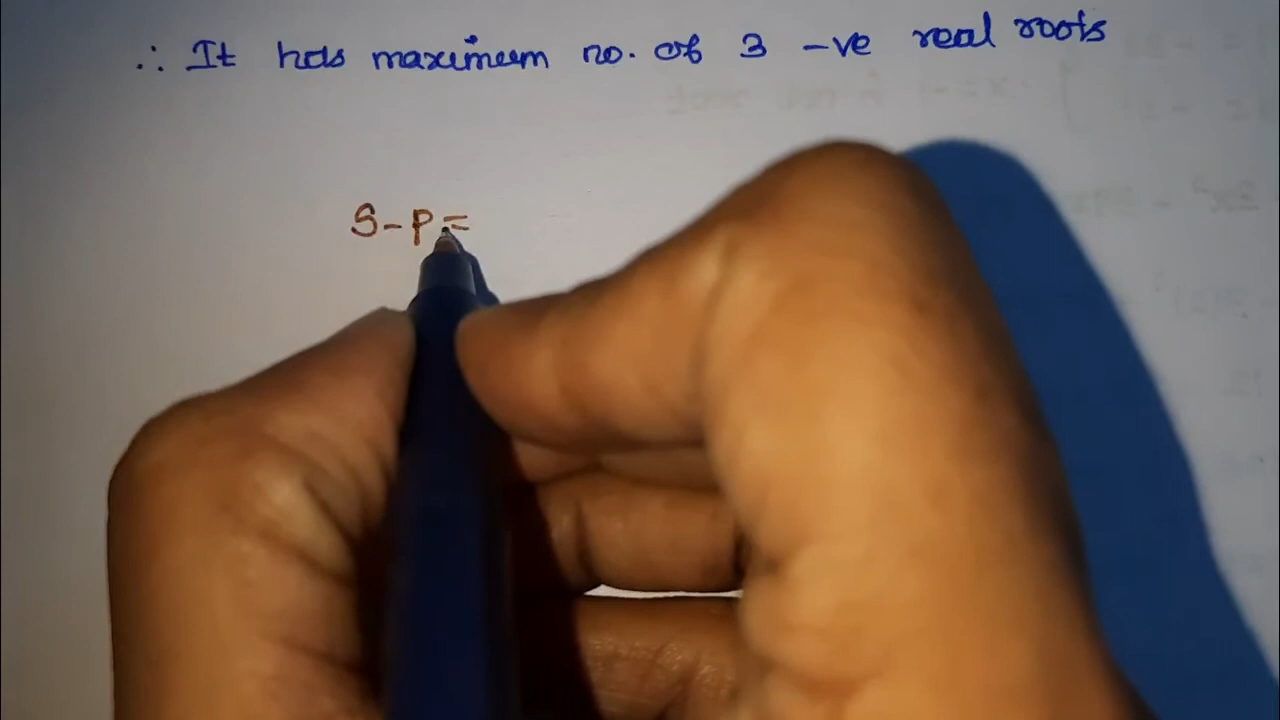 ∴ It has maximum no. of 3 -ve real roots
S-P=